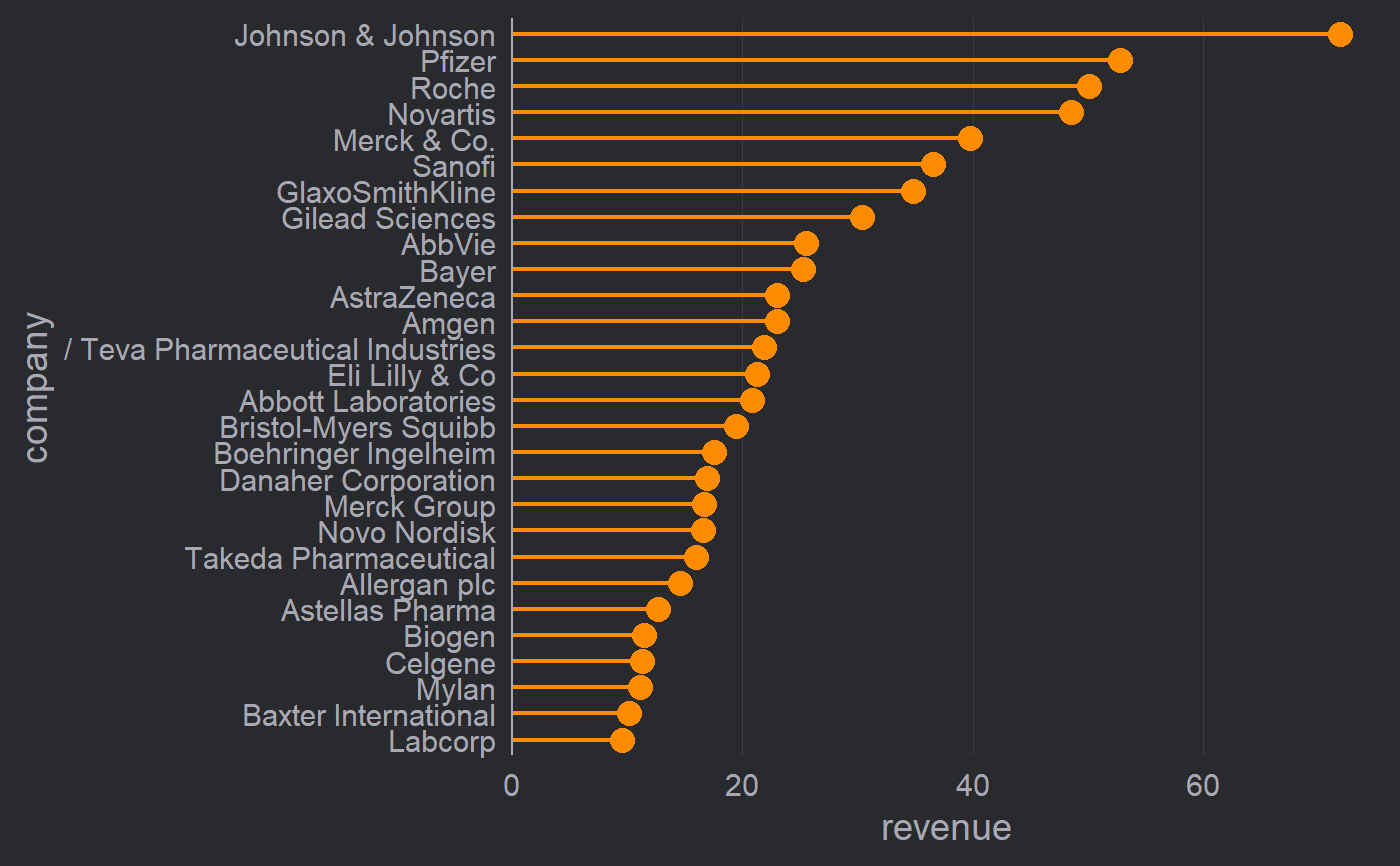 Johnson & Johnson
Pfizer
Roche
Novartis
Merck & Co.
Sanofi
GlaxoSmithKline
Gilead Sciences
AbbVie
Bayer
AstraZeneca
Amgen
/ Teva Pharmaceutical Industries
Eli Lilly & Co
Abbott Laboratories
Bristol-Myers Squibb
Boehringer Ingelheim
Danaher Corporation
Merck Group
Novo Nordisk
Takeda Pharmaceutical
Allergan plc
Astellas Pharma
Biogen
Celgene
Mylan
Baxter International
Labcorp
company
0 20 40 60
revenue